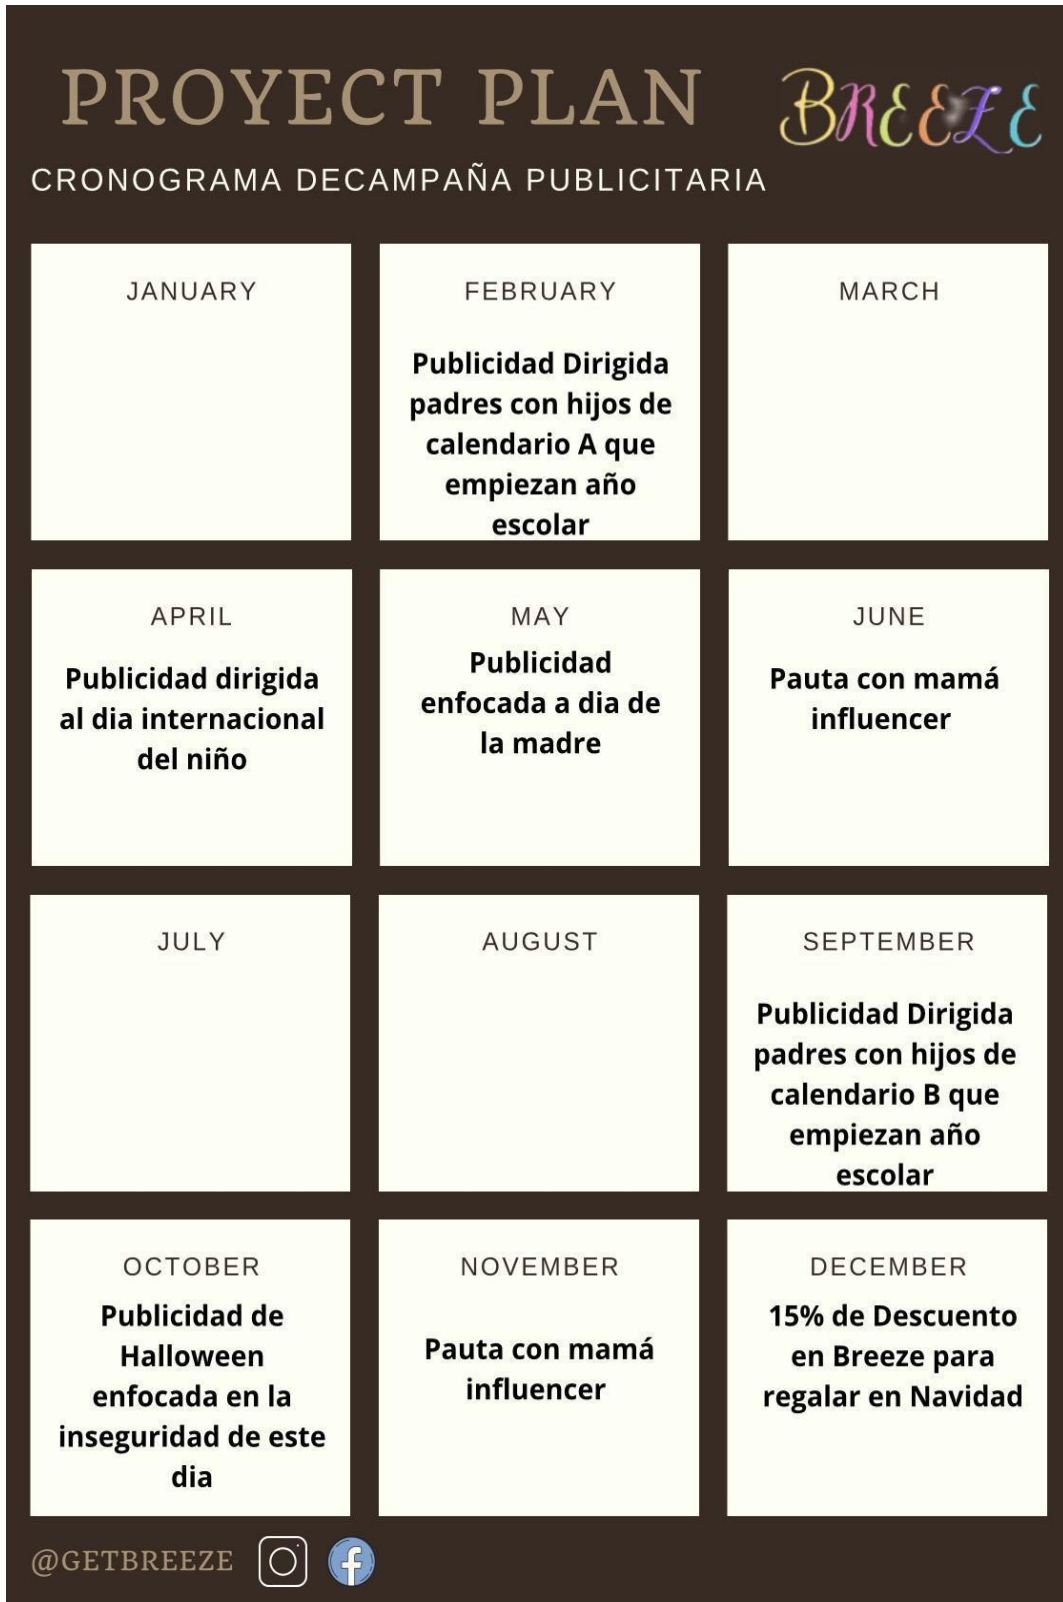 PROYECT PLAN
BREEZE
CRONOGRAMA DECAMPAÑA PUBLICITARIA
JANUARY
FEBRUARY
Publicidad Dirigida
padres con hijos de
calendario A que
empiezan año
escolar
MARCH
APRIL
Publicidad dirigida
al dia internacional
del niño
MAY
Publicidad
enfocada a dia de
la madre
JUNE
Pauta con mamá
influencer
JULY
AUGUST
SEPTEMBER
Publicidad Dirigida
padres con hijos de
calendario B que
empiezan año
escolar
OCTOBER
Publicidad de
Halloween
enfocada en la
inseguridad de este
dia
NOVEMBER
Pauta con mamá
influencer
DECEMBER
15% de Descuento
en Breeze para
regalar en Navidad
@GETBREEZE